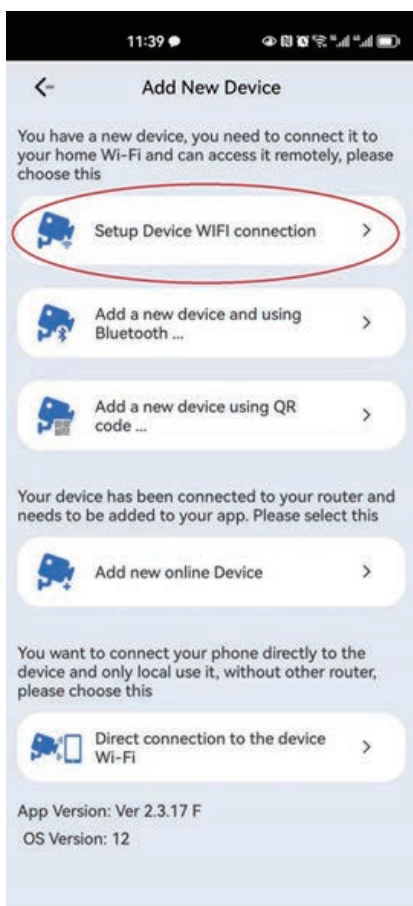 11:39
Add New Device
You have a new device, you need to connect it to
your home Wi-Fi and can access it remotely, please
choose this
Setup Device WIFI connection
Add a new device and using
Bluetooth ...
Add a new device using QR
code ...
Your device has been connected to your router and
needs to be added to your app. Please select this
Add new online Device
You want to connect your phone directly to the
device and only local use it, without other router,
please choose this
Direct connection to the device
Wi-Fi
App Version: Ver 2.3.17 F
OS Version: 12